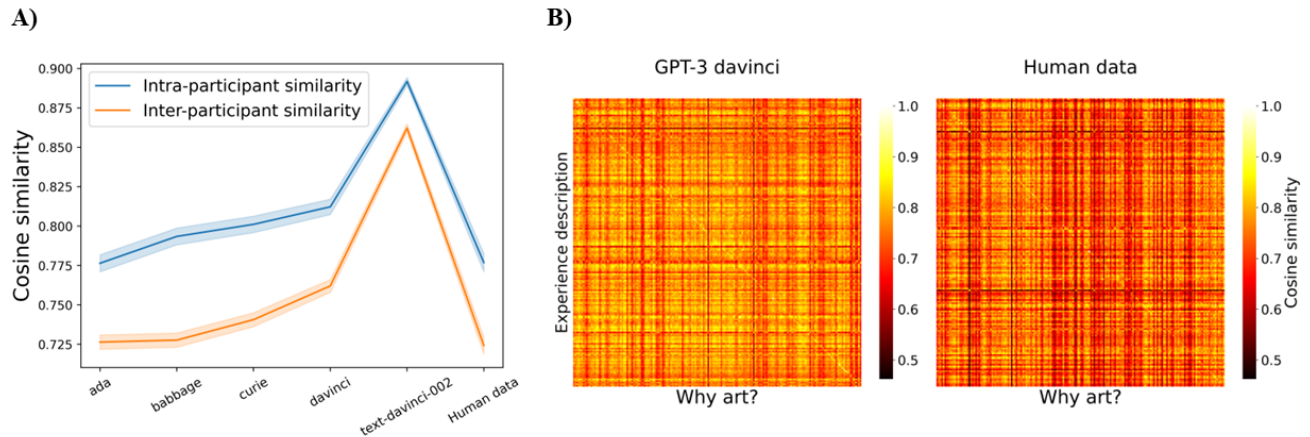 A)
B)
0.900
0.875
0.850
0.825
0.800
0.775
0.750
0.725
Cosine similarity
Intra-participant similarity
Inter-participant similarity
ada
babbage
curie
davinci
text-davinci-002
Human data
GPT-3 davinci
Experience description
Why art?
1.0
0.9
0.8
0.7
0.6
0.5
Human data
Why art?
1.0
0.9
0.8
0.7
0.6
0.5
Cosine similarity